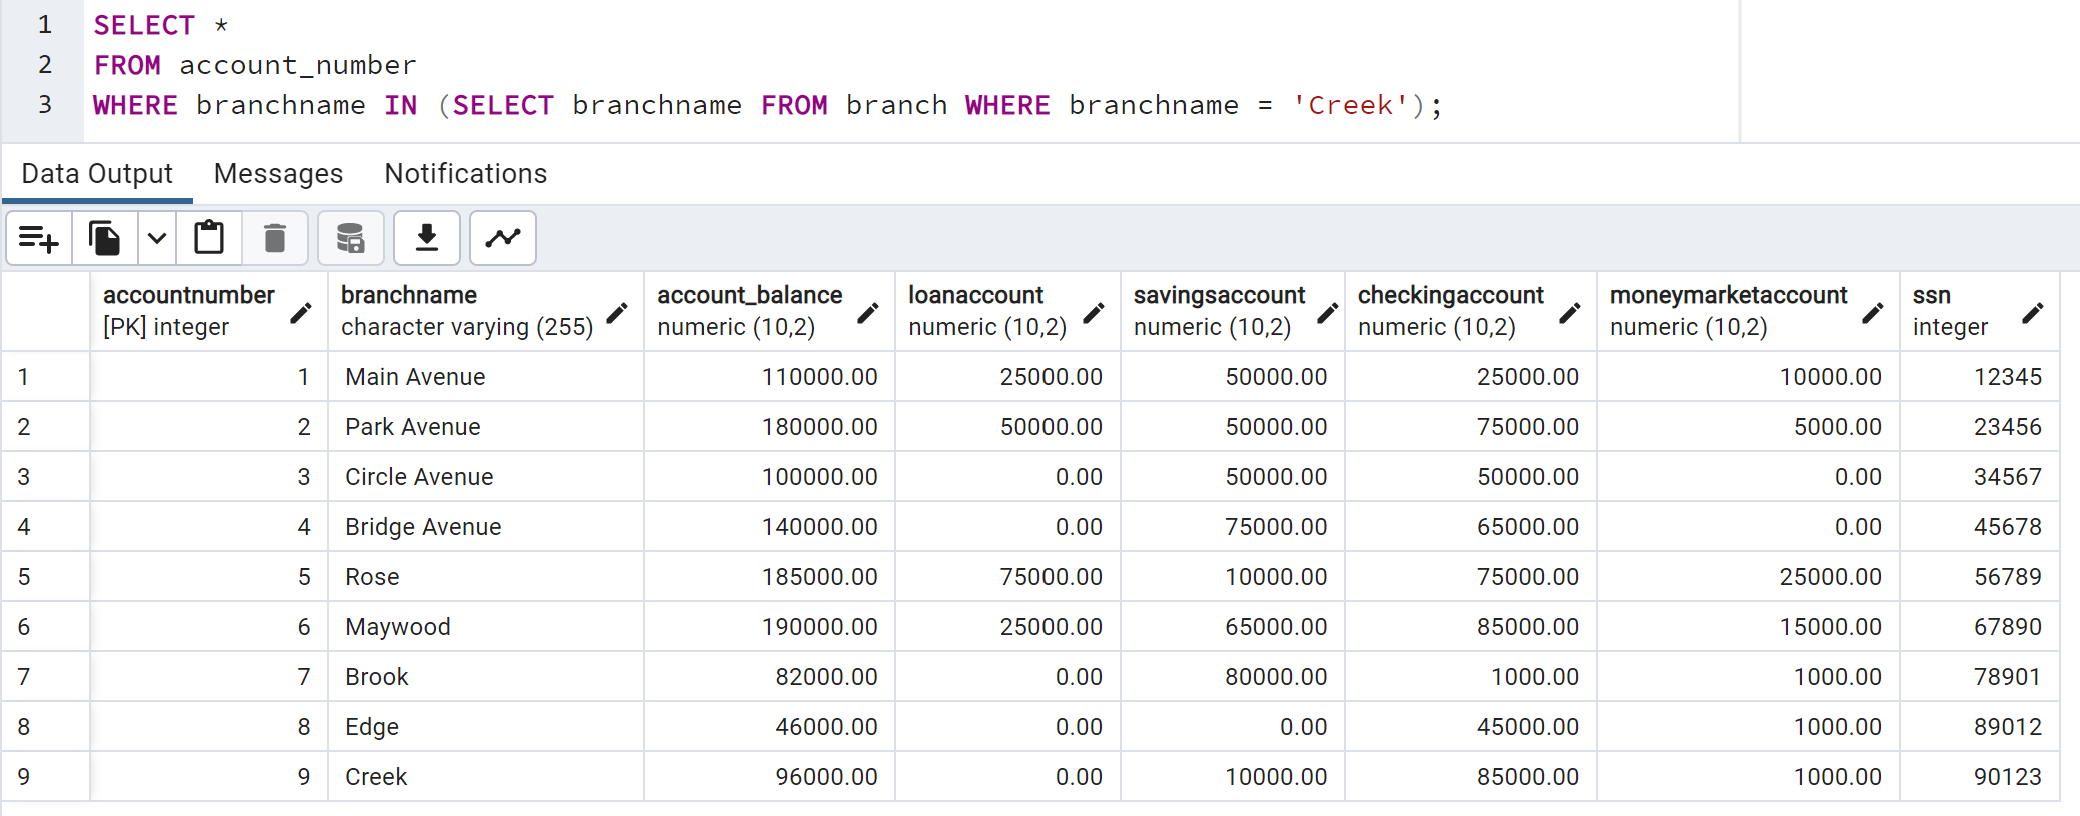 1 SELECT *
2 FROM account_number
3 WHERE branchname IN (SELECT branchname FROM branch WHERE branchname = 'Creek');
Data Output Messages Notifications
accountnumber branchname account_balance loanaccount savingsaccount checkingaccount moneymarketaccount ssn
[PK] integer character varying (255) numeric (10,2) numeric (10,2) numeric (10,2) numeric (10,2) numeric (10,2) integer
1 1 Main Avenue 110000.00 25000.00 50000.00 25000.00 10000.00 12345
2 2 Park Avenue 180000.00 50000.00 50000.00 75000.00 5000.00 23456
3 3 Circle Avenue 100000.00 0.00 50000.00 50000.00 0.00 34567
4 4 Bridge Avenue 140000.00 0.00 75000.00 65000.00 0.00 45678
5 5 Rose 185000.00 75000.00 10000.00 75000.00 25000.00 56789
6 6 Maywood 190000.00 25000.00 65000.00 85000.00 15000.00 67890
7 7 Brook 82000.00 0.00 80000.00 1000.00 1000.00 78901
8 8 Edge 46000.00 0.00 0.00 45000.00 1000.00 89012
9 9 Creek 96000.00 0.00 10000.00 85000.00 1000.00 90123